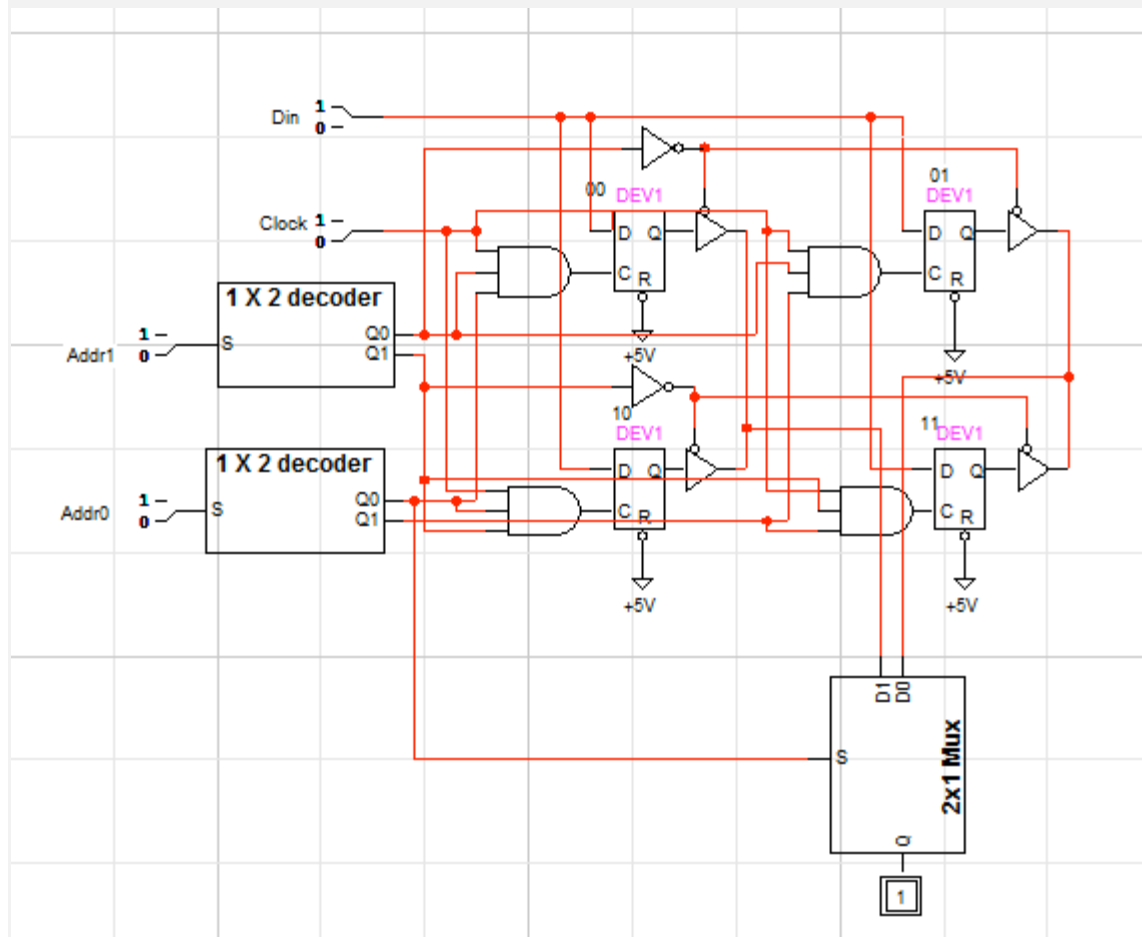 Din 1
0
00
DEV1
D Q
C R
+5V
01
DEV1
D Q
C R
+5V
Clock 1
0
1 X 2 decoder
S
Q0
Q1
Addr1 1
0
10
DEV1
D Q
C R
+5V
11
DEV1
D Q
C R
+5V
1 X 2 decoder
S
Q0
Q1
Addr0 1
0
D1
D0
S
2x1 Mux
Q
1